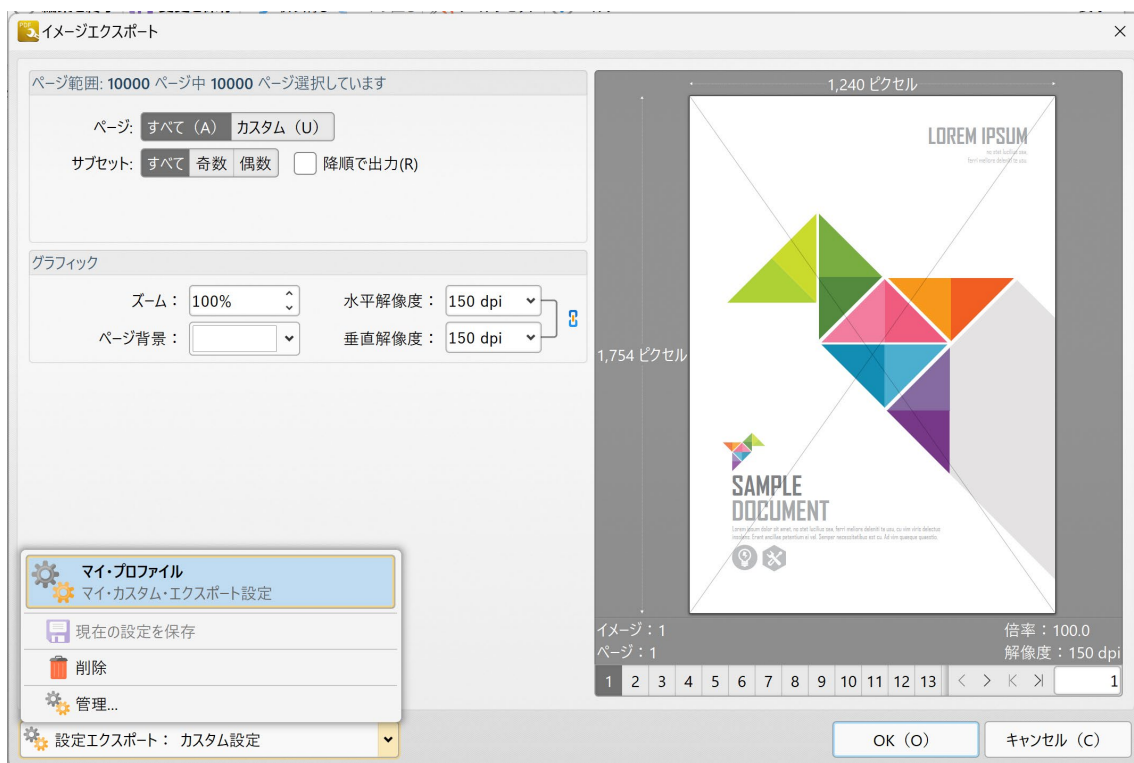 イメージエクスポート
ページ範囲: 10000 ページ中 10000 ページ選択しています
ページ: すべて（A） カスタム（U）
サブセット: すべて 奇数 偶数 降順で出力(R)
グラフィック
ズーム： 100% 水平解像度： 150 dpi
ページ背景： 垂直解像度： 150 dpi
マイ・プロファイル
マイ・カスタム・エクスポート設定
現在の設定を保存
削除
管理...
設定エクスポート： カスタム設定
1,240 ピクセル
1,754 ピクセル
LOREM IPSUM
SAMPLE
DOCUMENT
イメージ：1 倍率：100.0
ページ：1 解像度：150 dpi
1 2 3 4 5 6 7 8 9 10 11 12 13 1
OK（O） キャンセル（C）